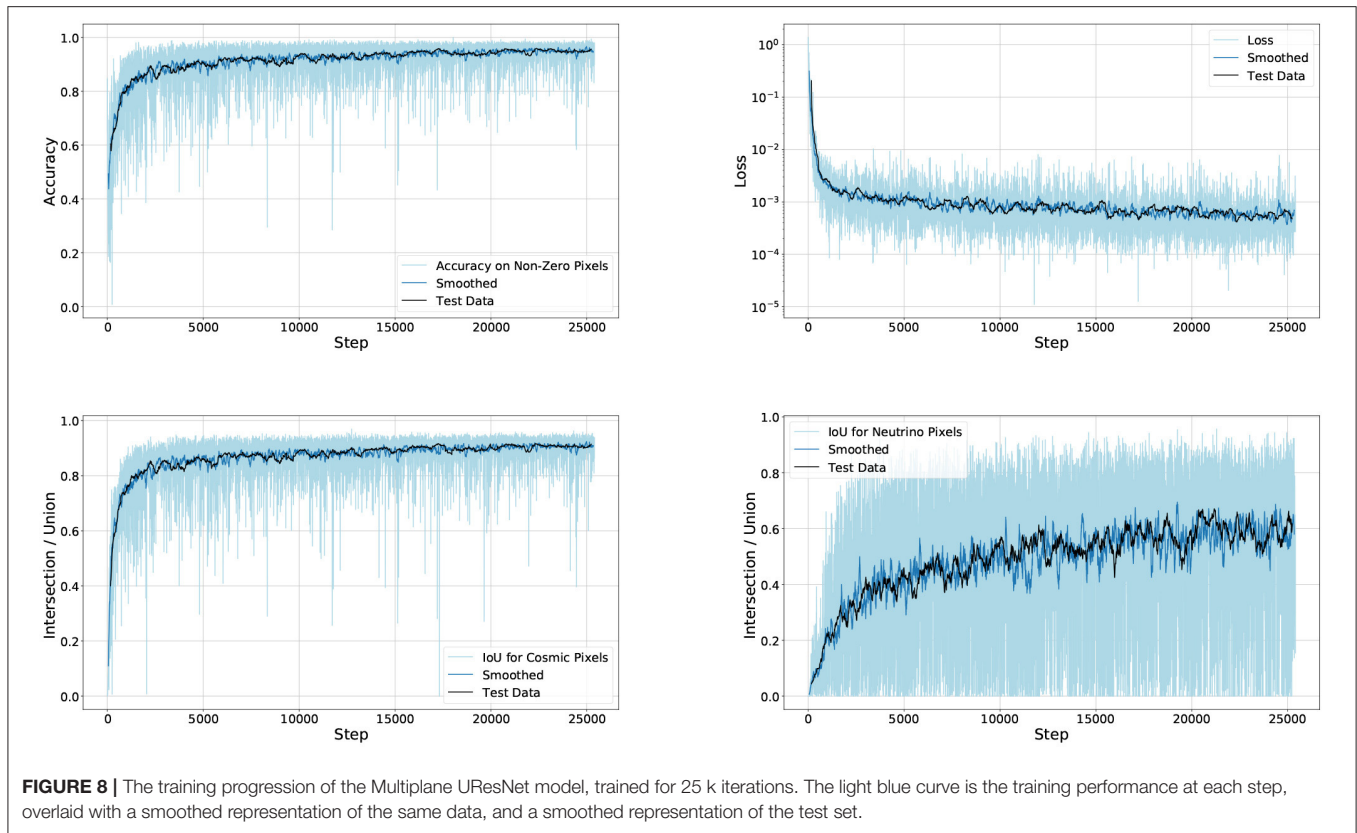 1.0
0.8
0.6
0.4
0.2
0.0
Accuracy
0 5000 10000 15000 20000 25000
Step
Accuracy on Non-Zero Pixels
Smoothed
Test Data
10⁰
10⁻¹
10⁻²
10⁻³
10⁻⁴
10⁻⁵
Loss
0 5000 10000 15000 20000 25000
Step
Loss
Smoothed
Test Data
1.0
0.8
0.6
0.4
0.2
0.0
Intersection / Union
0 5000 10000 15000 20000 25000
Step
IoU for Cosmic Pixels
Smoothed
Test Data
1.0
0.8
0.6
0.4
0.2
0.0
Intersection / Union
0 5000 10000 15000 20000 25000
Step
IoU for Neutrino Pixels
Smoothed
Test Data
FIGURE 8 | The training progression of the Multiplane UResNet model, trained for 25 k iterations. The light blue curve is the training performance at each step,
overlaid with a smoothed representation of the same data, and a smoothed representation of the test set.